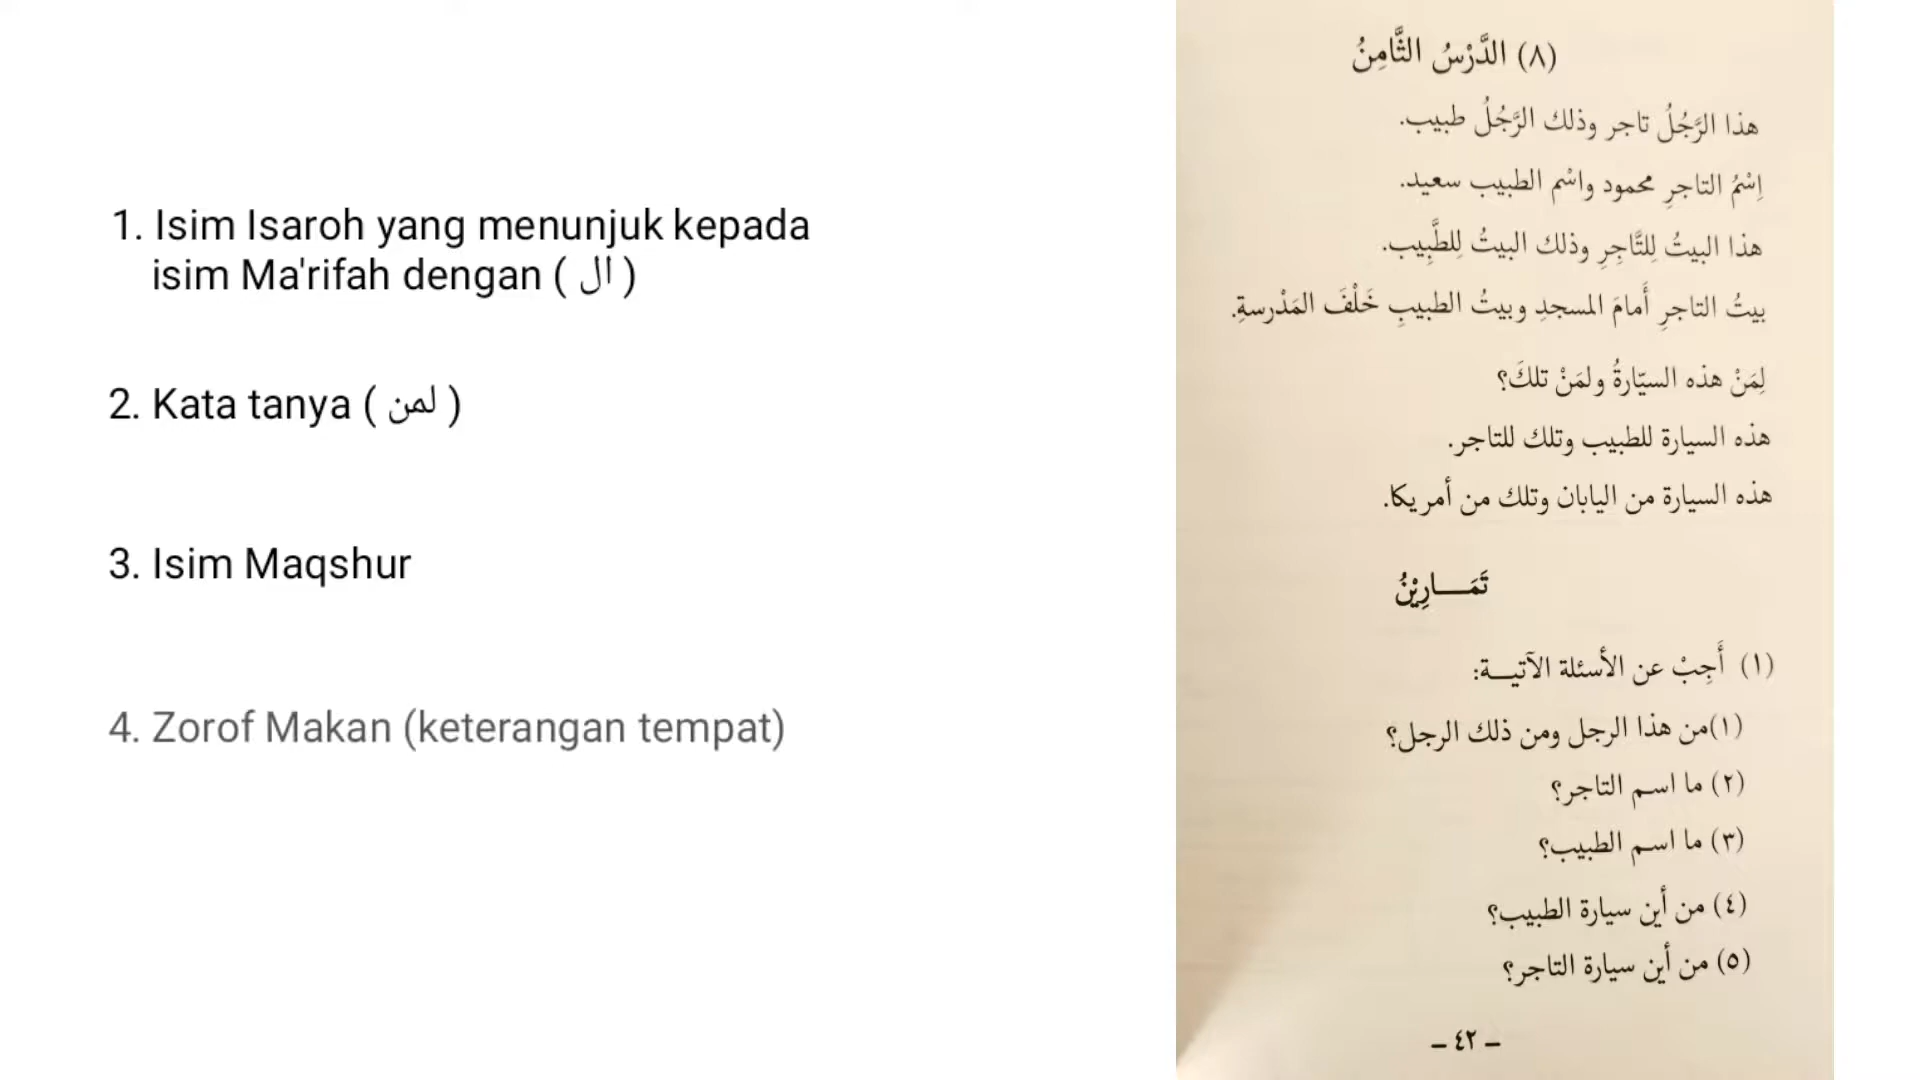 1. Isim Isaroh yang menunjuk kepada
isim Ma'rifah dengan ( ال )
2. Kata tanya ( لمن )
3. Isim Maqshur
4. Zorof Makan (keterangan tempat)
(٨) الدَّرْسُ الثَّامِنُ
هذا الرَّجُلُ تاجر وذلك الرَّجُلُ طبيب.
إِسْمُ التاجرِ محمود واسْم الطبيب سعيد.
هذا البيتُ لِلتَّاجِرِ وذلك البيتُ لِلطَّبِيب.
بيتُ التاجرِ أَمامَ المسجدِ وبيتُ الطبيبِ خَلْفَ المَدْرسةِ.
لِمَنْ هذه السيّارةُ ولمَنْ تلكَ؟
هذه السيارة للطبيب وتلك للتاجر.
هذه السيارة من اليابان وتلك من أمريكا.
تَمَـــارِيْنُ
(١) أَجِبْ عن الأسئلة الآتيــة:
(١)من هذا الرجل ومن ذلك الرجل؟
(٢) ما اسم التاجر؟
(٣) ما اسم الطبيب؟
(٤) من أين سيارة الطبيب؟
(٥) من أين سيارة التاجر؟
– ٤٢ –